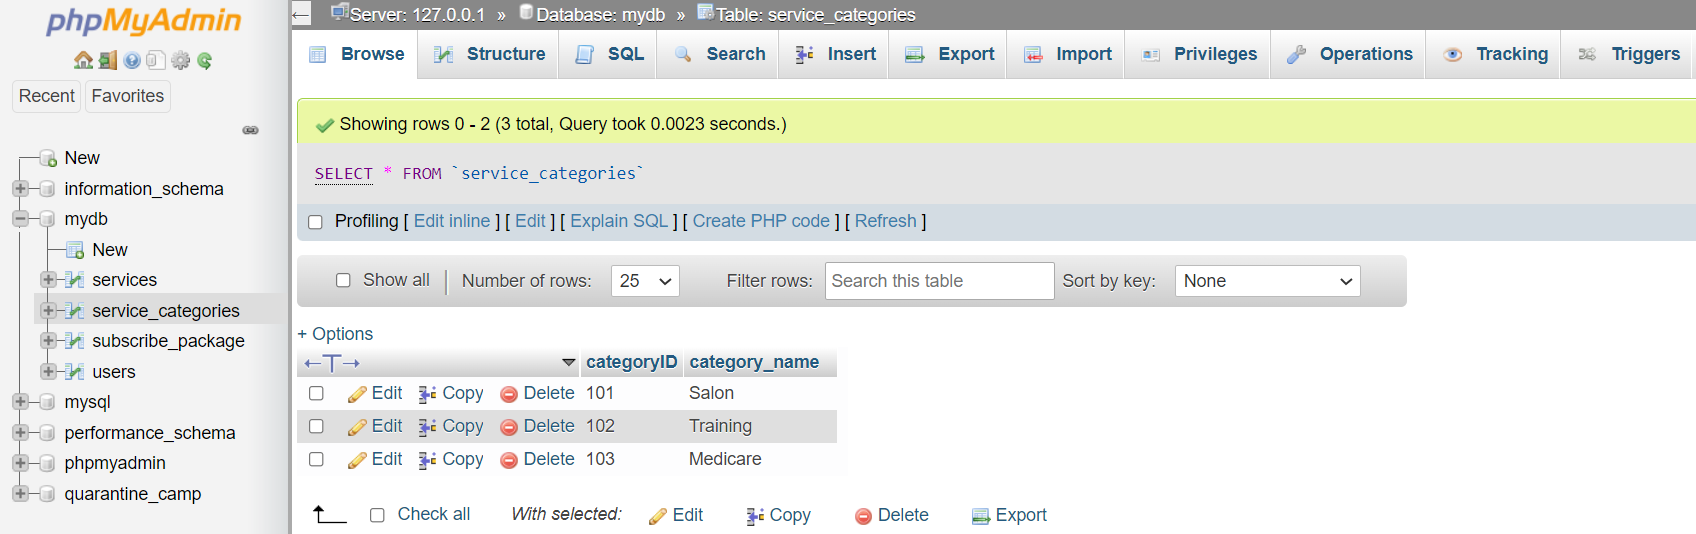 phpMyAdmin
Recent Favorites
New
information_schema
mydb
New
services
service_categories
subscribe_package
users
mysql
performance_schema
phpmyadmin
quarantine_camp
Server: 127.0.0.1 » Database: mydb » Table: service_categories
Browse Structure SQL Search Insert Export Import Privileges Operations Tracking Triggers
Showing rows 0 - 2 (3 total, Query took 0.0023 seconds.)
SELECT * FROM `service_categories`
Profiling [ Edit inline ] [ Edit ] [ Explain SQL ] [ Create PHP code ] [ Refresh ]
Show all Number of rows: 25 Filter rows: Search this table Sort by key: None
+ Options
categoryID category_name
Edit Copy Delete 101 Salon
Edit Copy Delete 102 Training
Edit Copy Delete 103 Medicare
Check all With selected: Edit Copy Delete Export